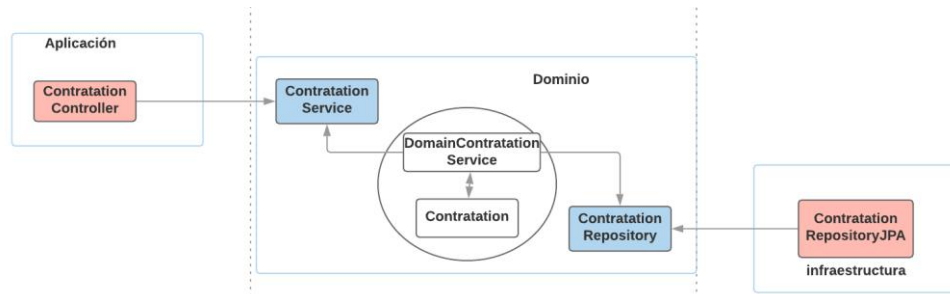 Aplicación
Contratation
Controller
Dominio
Contratation
Service
DomainContratation
Service
Contratation
Contratation
Repository
Contratation
RepositoryJPA
infraestructura